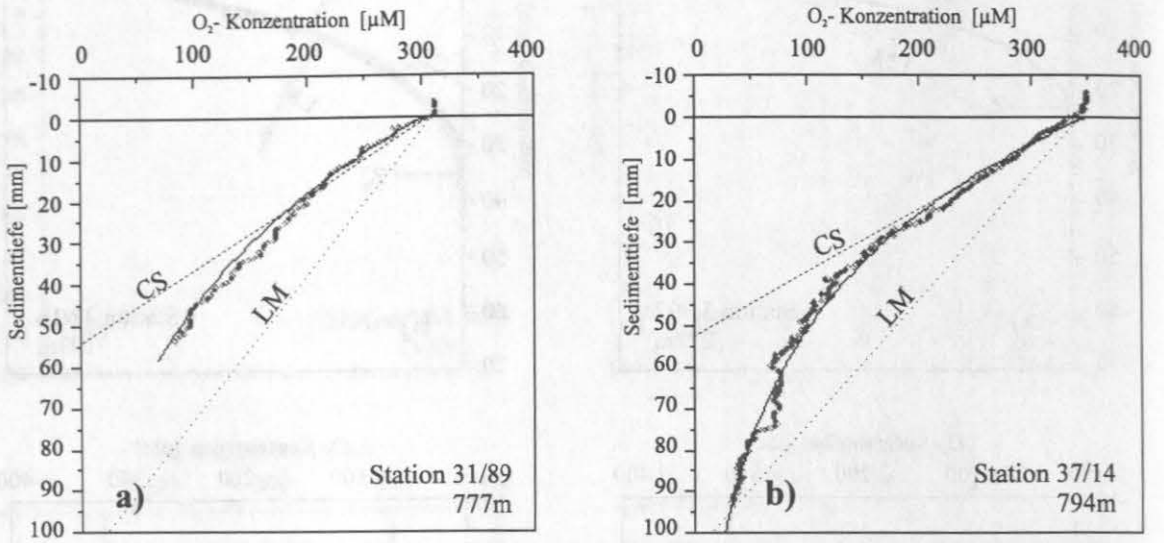 O₂- Konzentration [µM]
0 100 200 300 400
Sedimenttiefe [mm]
-10
0
10
20
30
40
50
60
70
80
90
100
CS
LM
a)
Station 31/89
777m
O₂- Konzentration [µM]
0 100 200 300 400
Sedimenttiefe [mm]
-10
0
10
20
30
40
50
60
70
80
90
100
CS
LM
b)
Station 37/14
794m